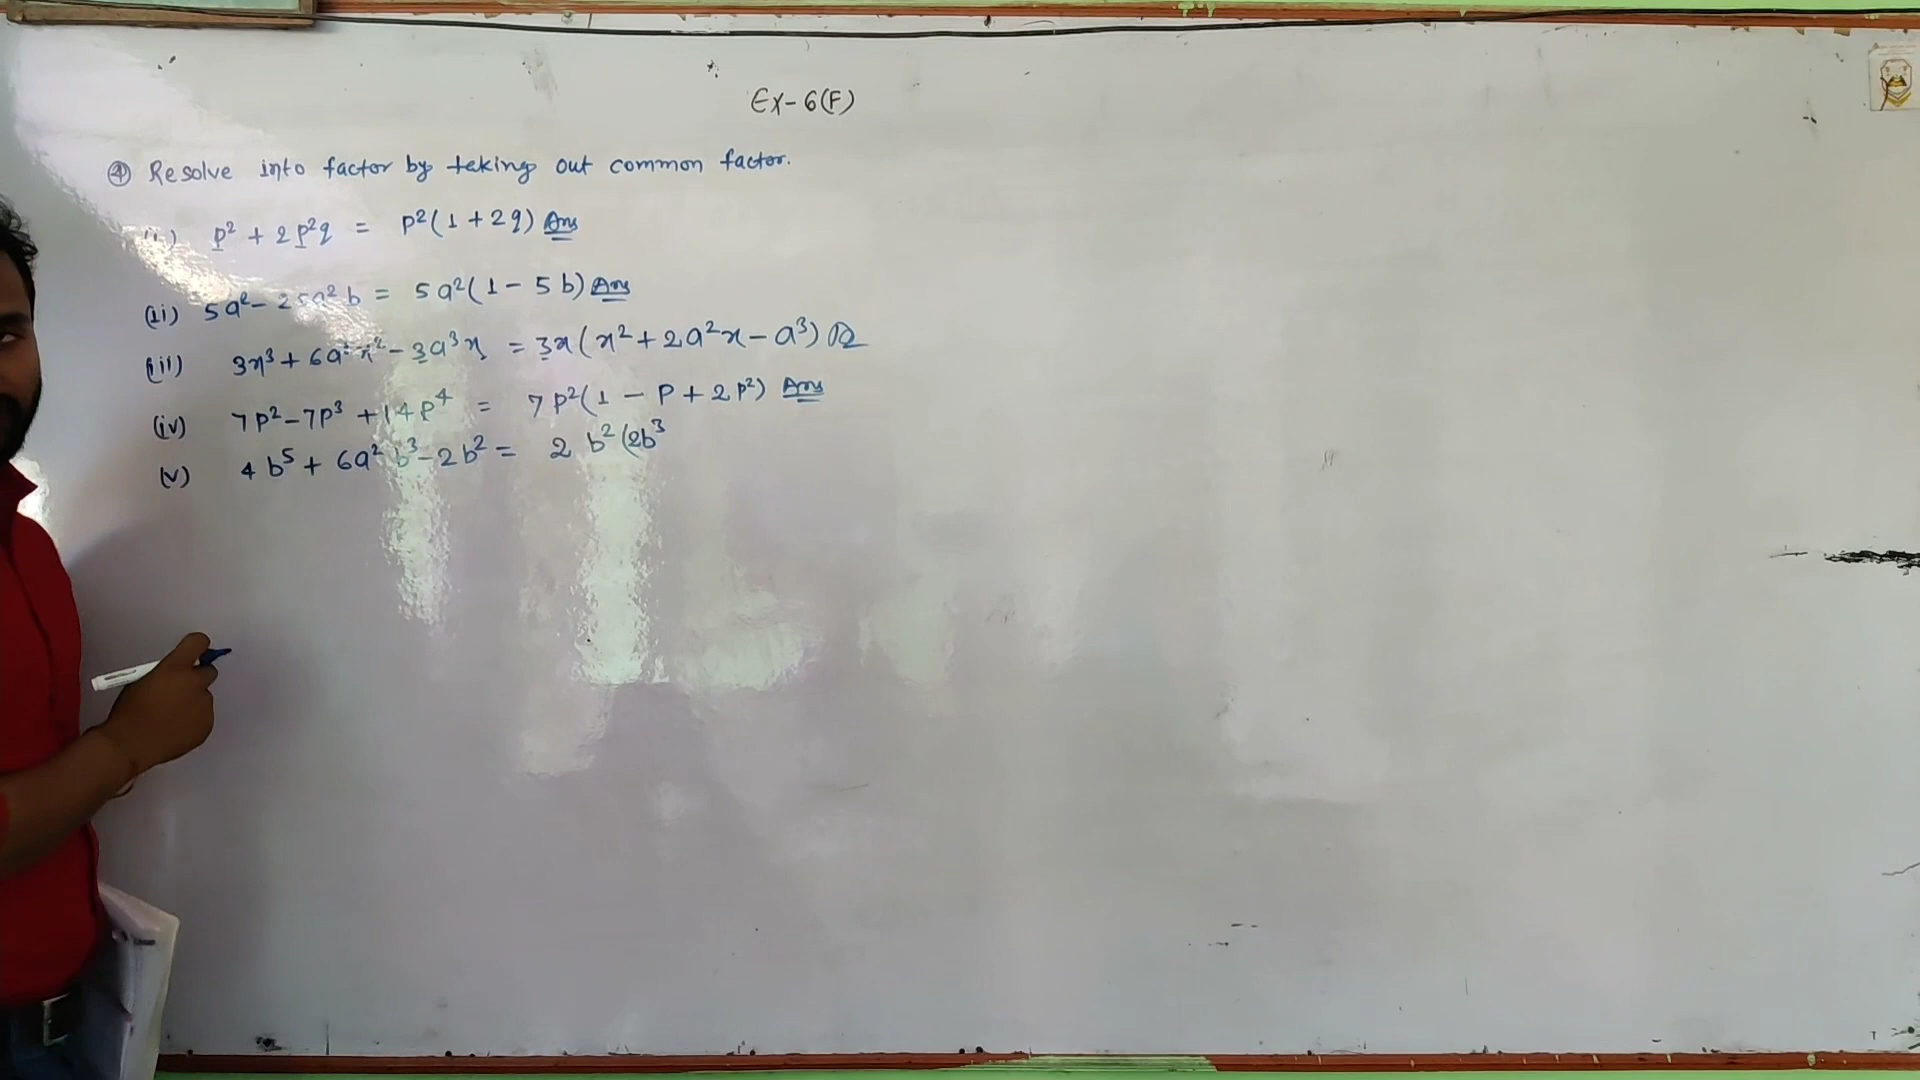 Ex-6(F)
④ Resolve into factor by taking out common factor.
(i) p² + 2p²q = p²(1 + 2q) Ans
(ii) 5a² - 25a²b = 5a²(1 - 5b) Ans
(iii) 3x³ + 6a²x² - 3a³x = 3x(x² + 2a²x - a³)
(iv) 7p² - 7p³ + 14p⁴ = 7p²(1 - p + 2p²) Ans
(v) 4b⁵ + 6a²b³ - 2b² = 2b²(2b³